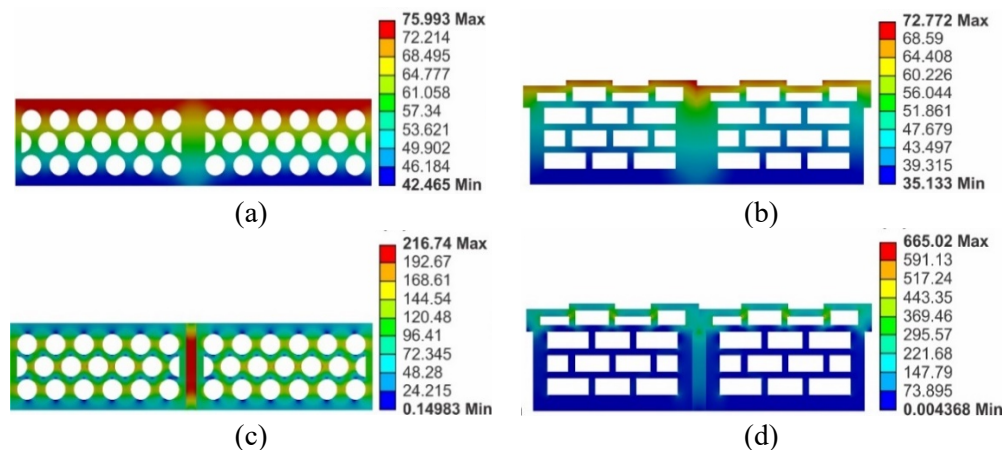 75.993 Max
72.214
68.495
64.777
61.058
57.34
53.621
49.902
46.184
42.465 Min
(a)
72.772 Max
68.59
64.408
60.226
56.044
51.861
47.679
43.497
39.315
35.133 Min
(b)
216.74 Max
192.67
168.61
144.54
120.48
96.41
72.345
48.28
24.215
0.14983 Min
(c)
665.02 Max
591.13
517.24
443.35
369.46
295.57
221.68
147.79
73.895
0.004368 Min
(d)